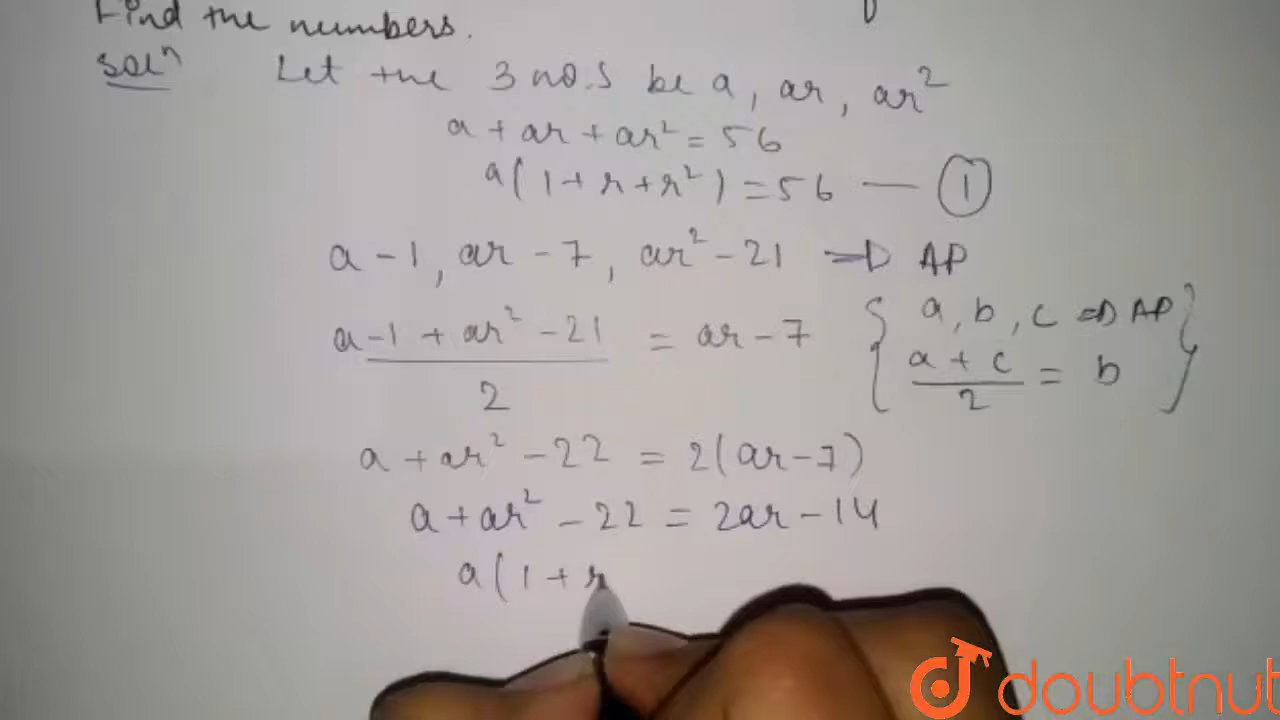 Find the numbers.
Solⁿ Let the 3 no.s be a, ar, ar²
a + ar + ar² = 56
a(1 + r + r²) = 56 — ①
a - 1, ar - 7, ar² - 21 ⇒ AP
a - 1 + ar² - 21 / 2 = ar - 7
{ a, b, c ⇒ AP }
a + c / 2 = b
a + ar² - 22 = 2(ar - 7)
a + ar² - 22 = 2ar - 14
a(1 + r
doubtnut